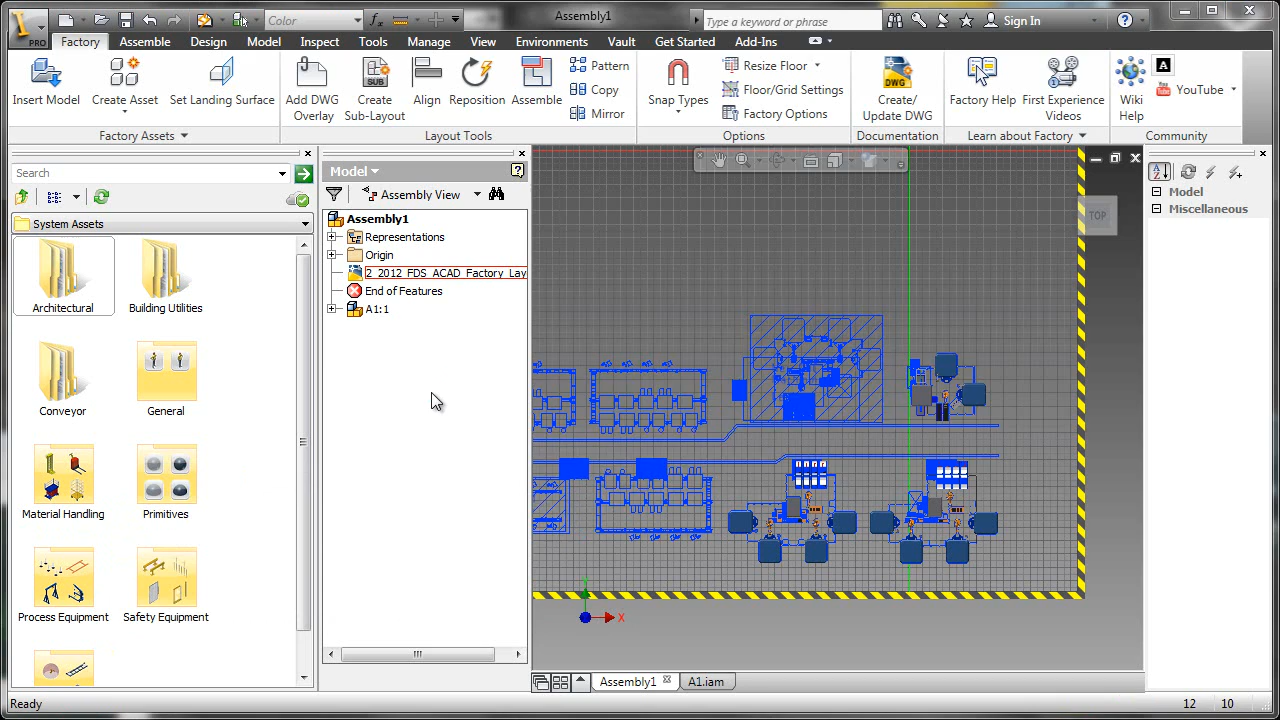 PRO
Color
Assembly1
Type a keyword or phrase
Sign In
Factory Assemble Design Model Inspect Tools Manage View Environments Vault Get Started Add-Ins
Create Asset
Set Landing Surface
Add DWG Overlay
Create Sub-Layout
Align
Reposition
Assemble
Pattern
Copy
Mirror
Snap Types
Resize Floor
Floor/Grid Settings
Factory Options
Create/ Update DWG
Factory Help
First Experience Videos
Wiki Help
YouTube
Factory Assets
Layout Tools
Options
Documentation
Learn about Factory
Community
Search
System Assets
Architectural
Building Utilities
Conveyor
General
Material Handling
Primitives
Process Equipment
Safety Equipment
Model
Assembly View
Assembly1
Representations
Origin
2_2012_FDS_ACAD_Factory_Lay
End of Features
A1:1
TOP
X
Model
Miscellaneous
Assembly1
A1.iam
Ready
12
10